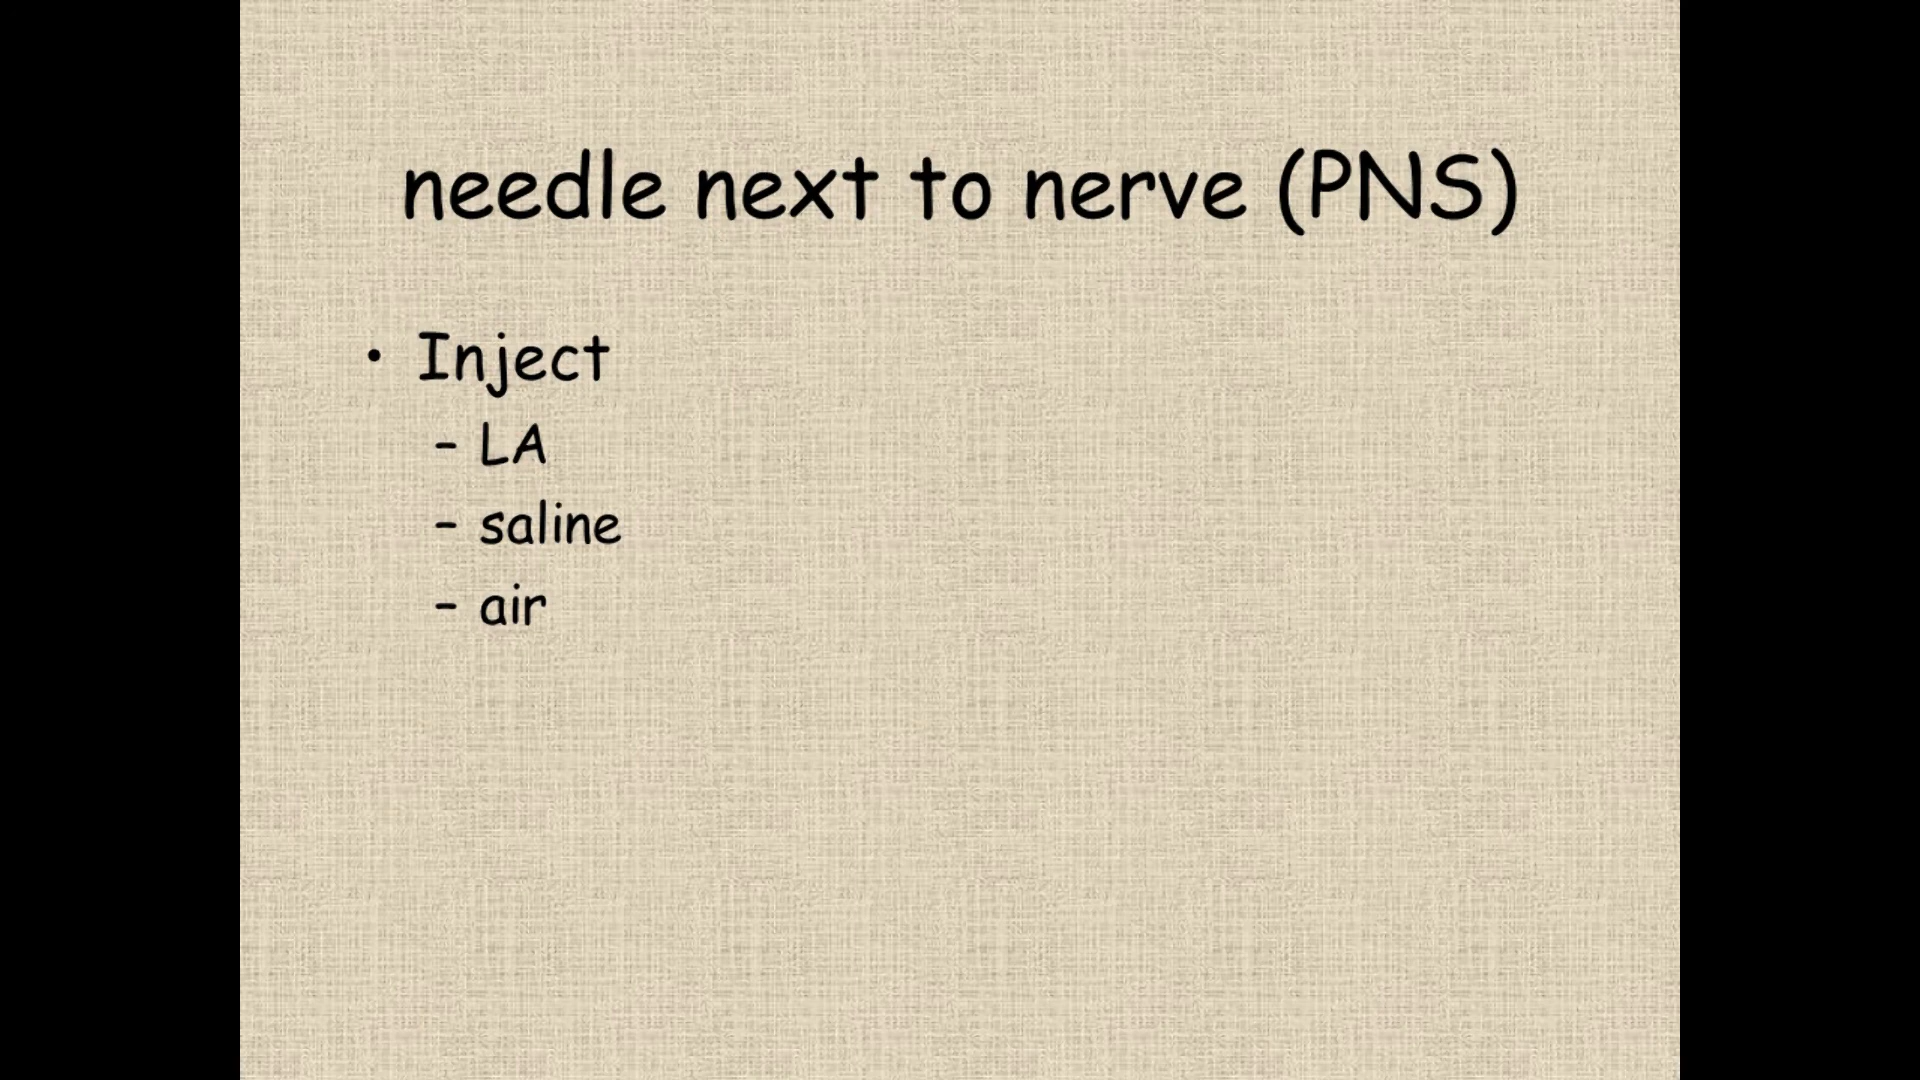 needle next to nerve (PNS)
• Inject
– LA
– saline
– air